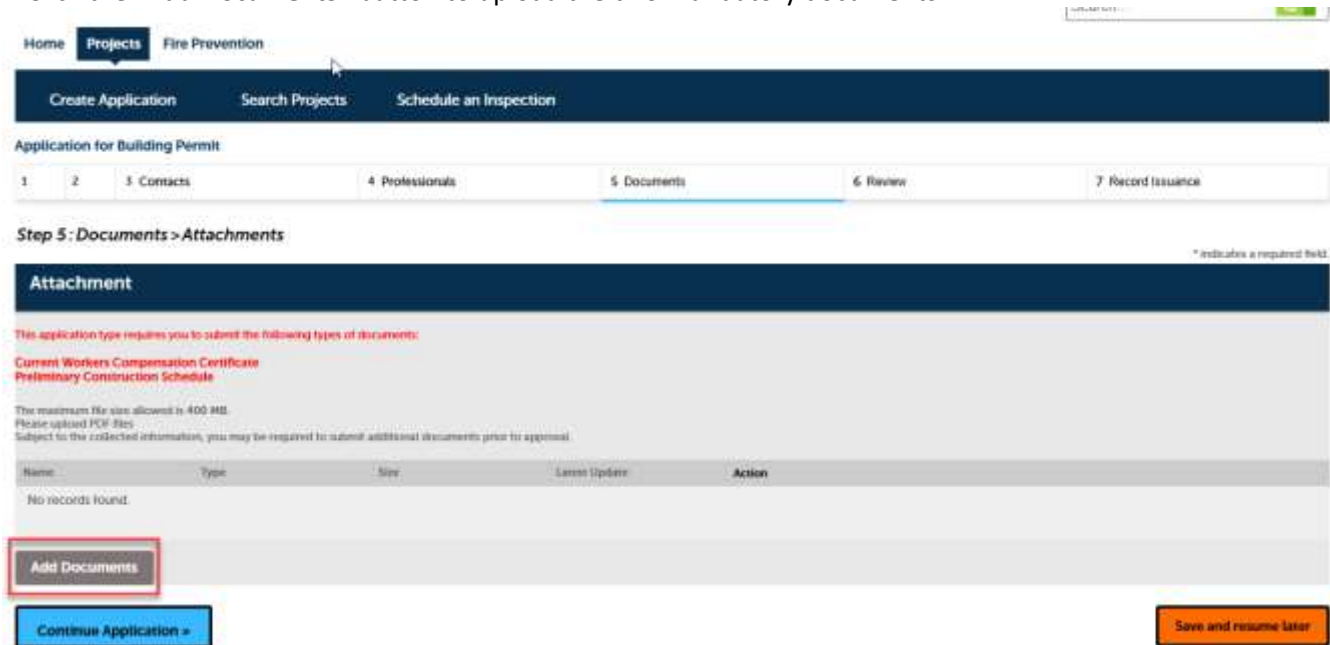 Home Projects Fire Prevention
Create Application Search Projects Schedule an Inspection
Application for Building Permit
1 2 3 Contacts 4 Professionals 5 Documents 6 Review 7 Record Issuance
Step 5: Documents > Attachments
* indicates a required field.
Attachment
This application type requires you to submit the following types of documents:
Current Workers Compensation Certificate
Preliminary Construction Schedule
The maximum file size allowed is 400 MB.
Please upload PDF files
Subject to the collected information, you may be required to submit additional documents prior to approval.
Name Type Size Latest Update Action
No records found.
Add Documents
Continue Application »
Save and resume later